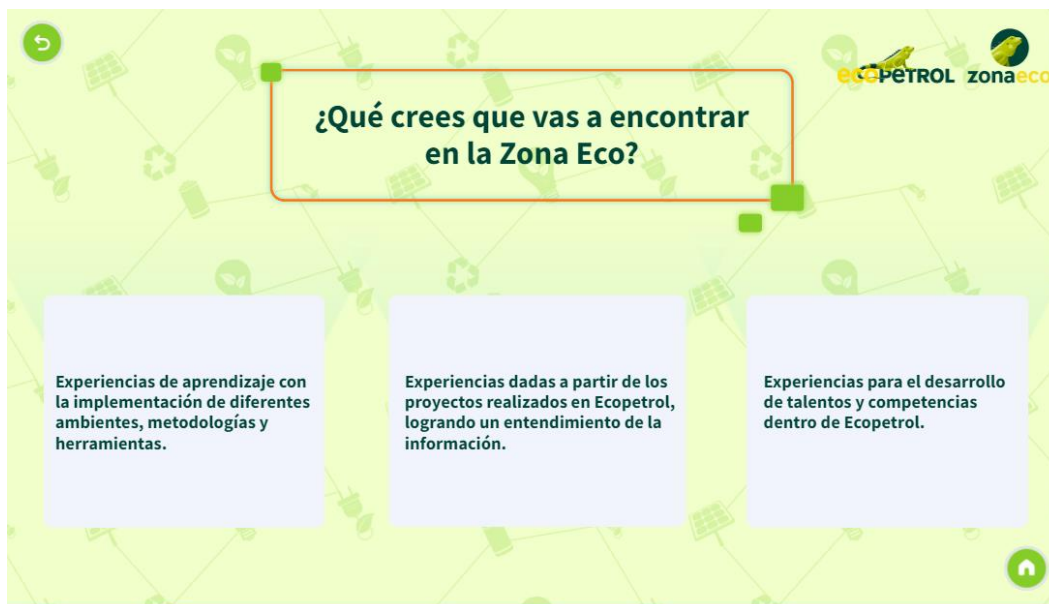 ecopetrol zonaeco
¿Qué crees que vas a encontrar
en la Zona Eco?
Experiencias de aprendizaje con
la implementación de diferentes
ambientes, metodologías y
herramientas.
Experiencias dadas a partir de los
proyectos realizados en Ecopetrol,
logrando un entendimiento de la
información.
Experiencias para el desarrollo
de talentos y competencias
dentro de Ecopetrol.